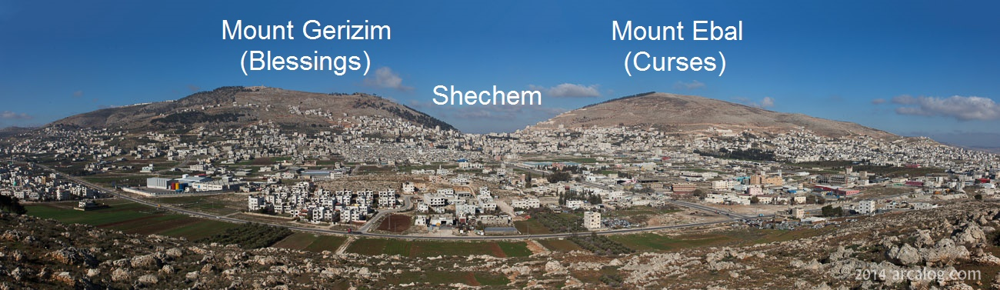 Mount Gerizim
(Blessings)
Mount Ebal
(Curses)
Shechem
© 2014 arcalog.com